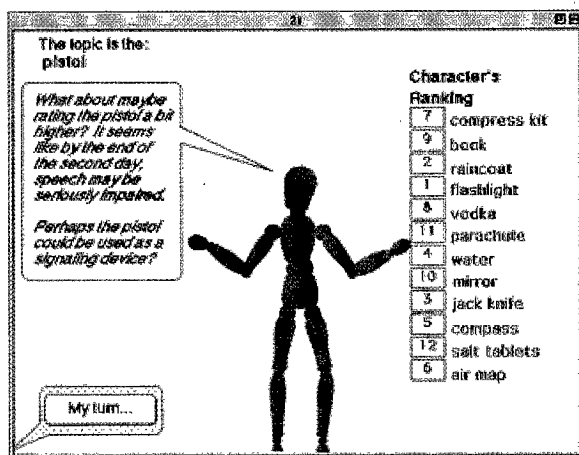 21
The topic is the:
pistol
What about maybe
rating the pistol a bit
higher? It seems
like by the end of
the second day,
speech may be
seriously impaired.
Perhaps the pistol
could be used as a
signaling device?
My turn...
Character's
Ranking
7 compress kit
9 book
2 raincoat
1 flashlight
8 vodka
11 parachute
4 water
10 mirror
3 jack knife
5 compass
12 salt tablets
6 air map